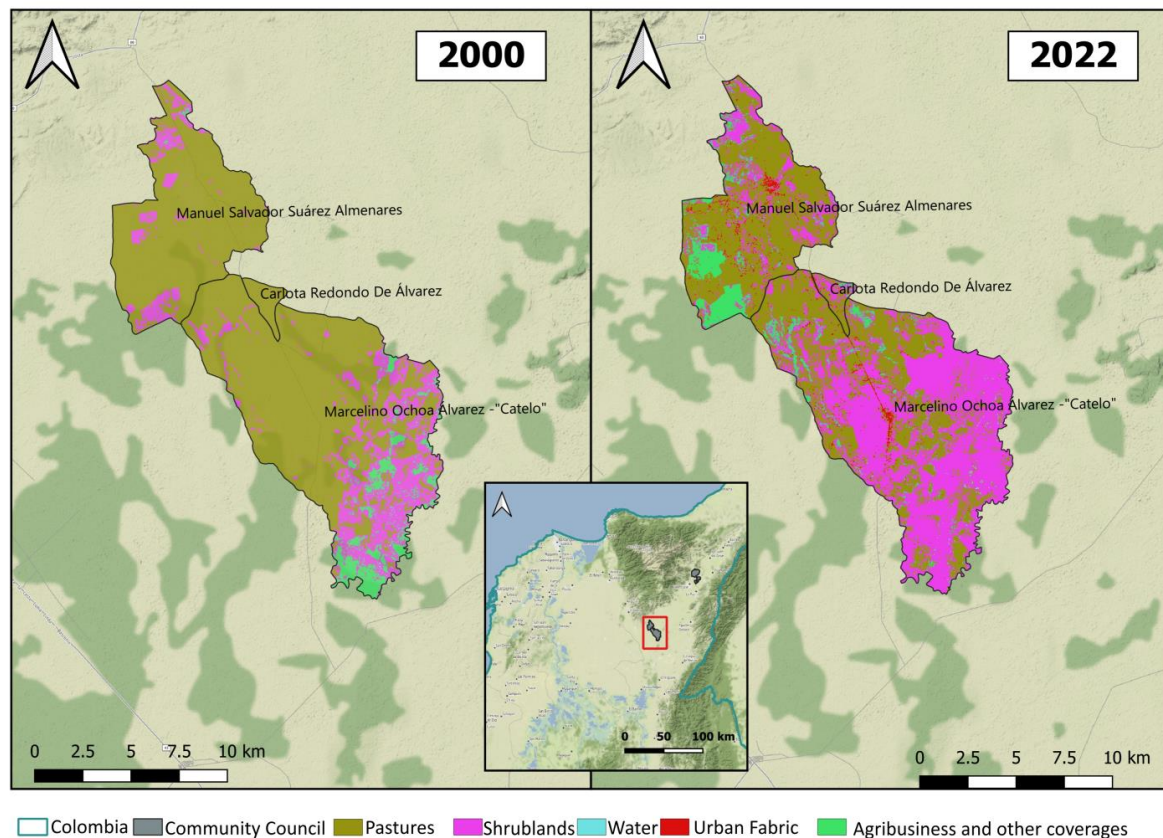 2000
2022
Manuel Salvador Suárez Almenares
Carlota Redondo De Álvarez
Marcelino Ochoa Álvarez -"Catelo"
Manuel Salvador Suárez Almenares
Carlota Redondo De Álvarez
Marcelino Ochoa Álvarez -"Catelo"
0 2.5 5 7.5 10 km
0 50 100 km
0 2.5 5 7.5 10 km
Colombia Community Council Pastures Shrublands Water Urban Fabric Agribusiness and other coverages